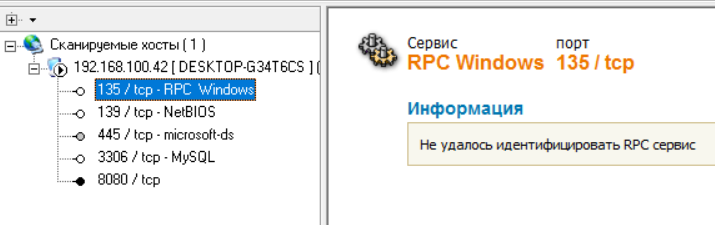 Сканируемые хосты ( 1 )
192.168.100.42 [ DESKTOP-G34T6CS ] (
135 / tcp - RPC Windows
139 / tcp - NetBIOS
445 / tcp - microsoft-ds
3306 / tcp - MySQL
8080 / tcp
Сервис порт
RPC Windows 135 / tcp
Информация
Не удалось идентифицировать RPC сервис